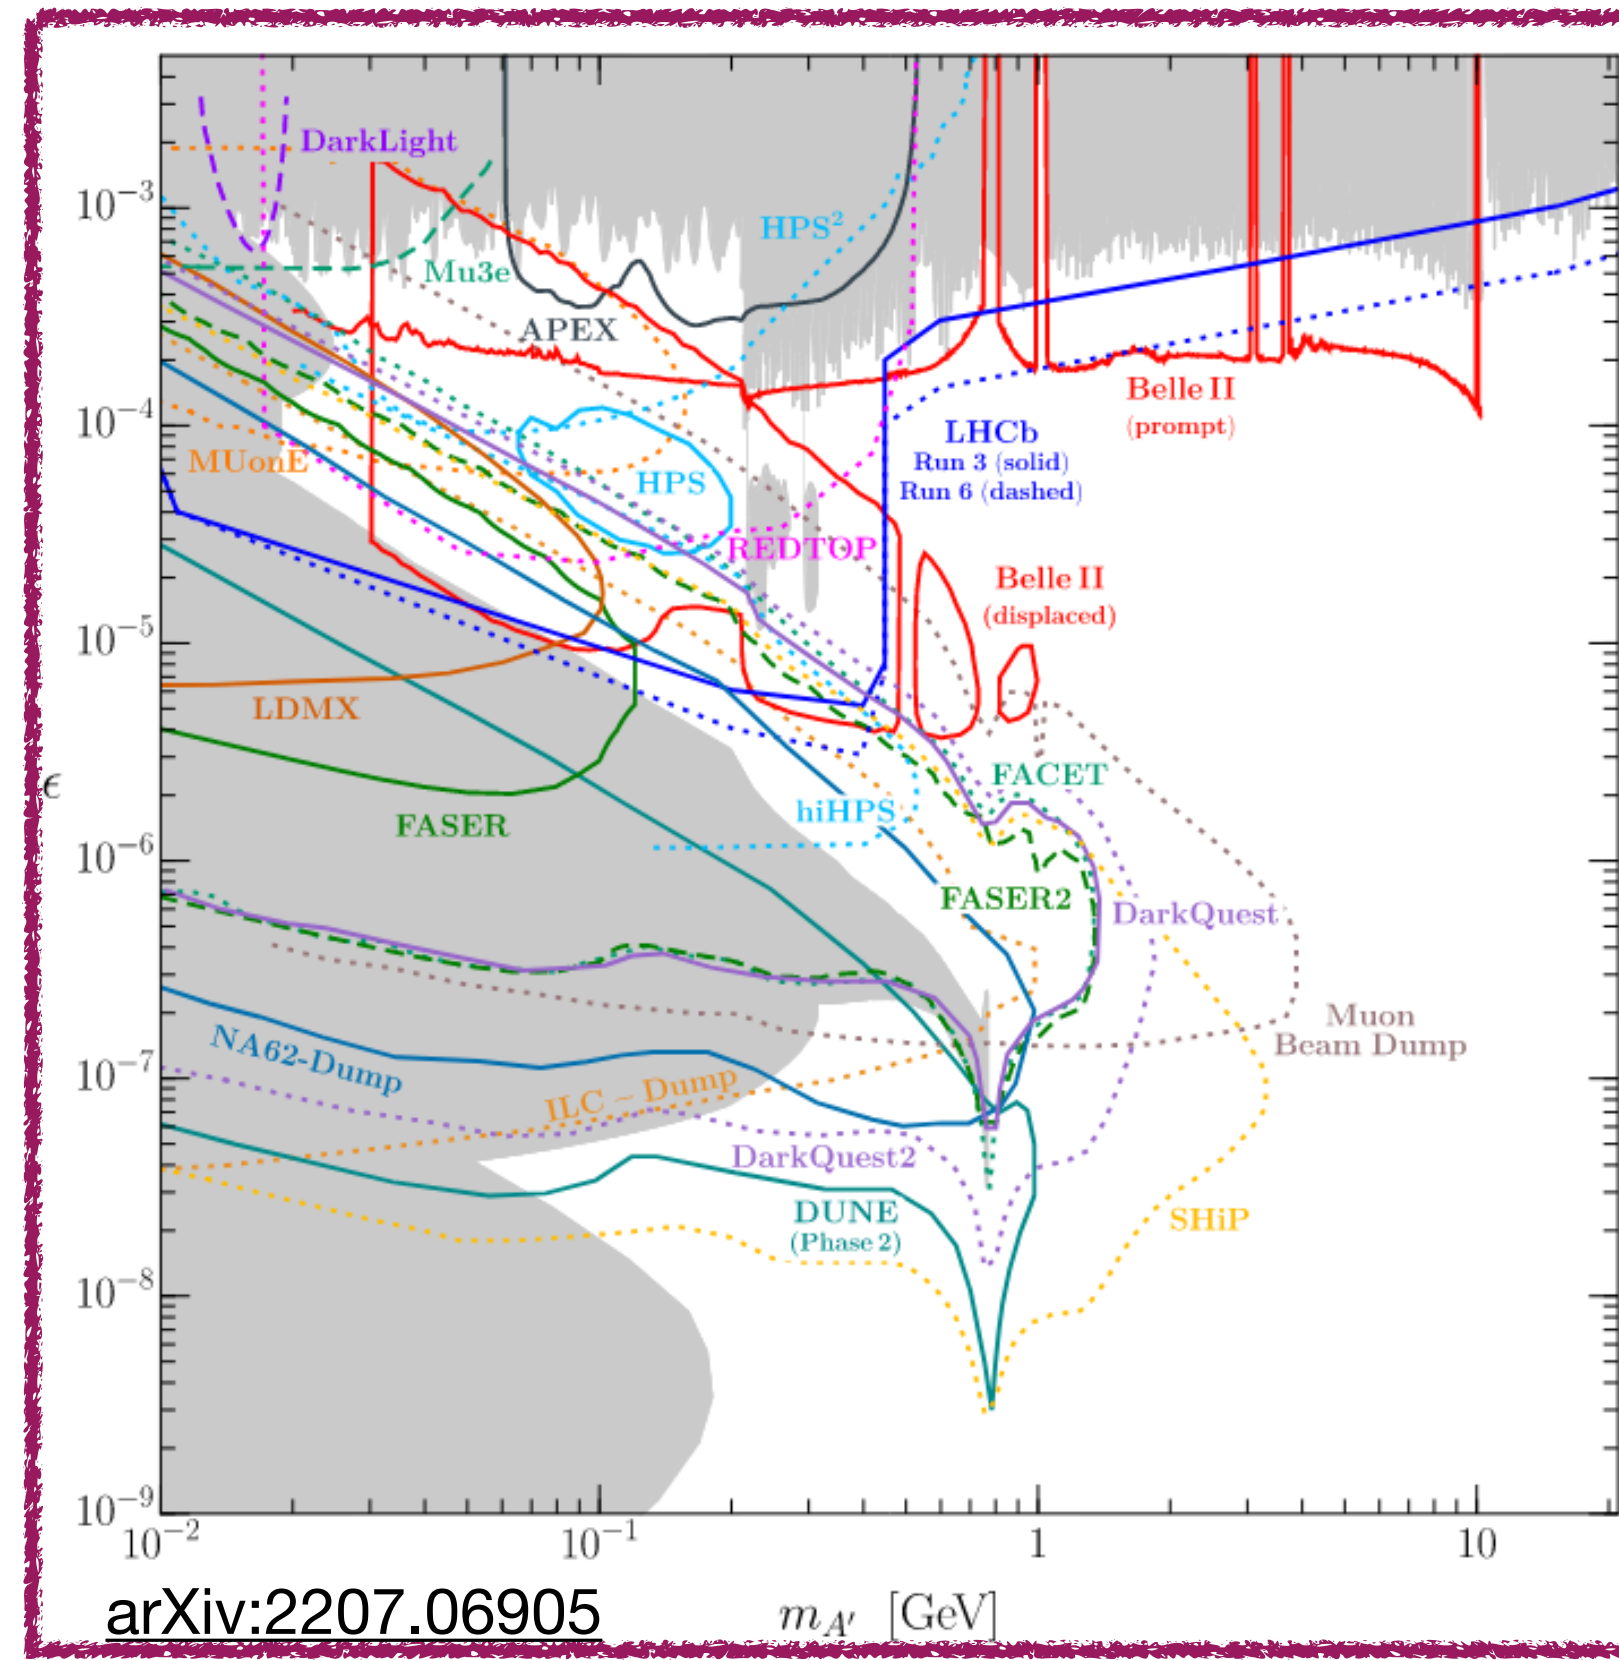 DarkLight
10⁻³
HPS²
Mu3e
APEX
Belle II
(prompt)
10⁻⁴
LHCb
Run 3 (solid)
Run 6 (dashed)
MUonE
HPS
REDTOP
Belle II
(displaced)
10⁻⁵
LDMX
FACET
ϵ
hiHPS
FASER
10⁻⁶
FASER2
DarkQuest
Muon
Beam Dump
NA62-Dump
10⁻⁷
ILC – Dump
DarkQuest2
DUNE
(Phase 2)
SHiP
10⁻⁸
10⁻⁹
10⁻² 10⁻¹ 1 10
arXiv:2207.06905
m_A′ [GeV]